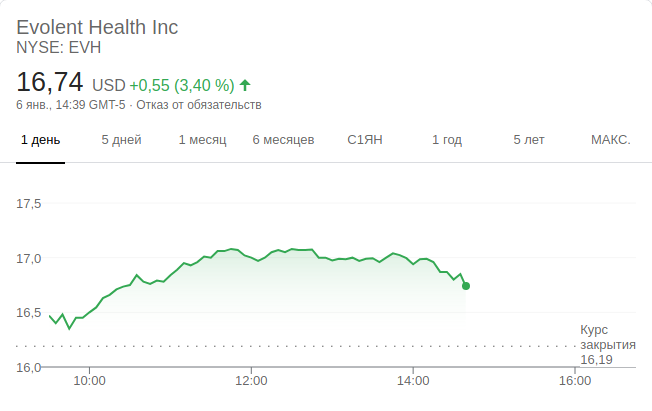 Evolent Health Inc
NYSE: EVH
16,74 USD +0,55 (3,40 %)
6 янв., 14:39 GMT-5 · Отказ от обязательств
1 день 5 дней 1 месяц 6 месяцев С1ЯН 1 год 5 лет МАКС.
17,5
17,0
16,5
Курс
закрытия
16,19
16,0
10:00 12:00 14:00 16:00